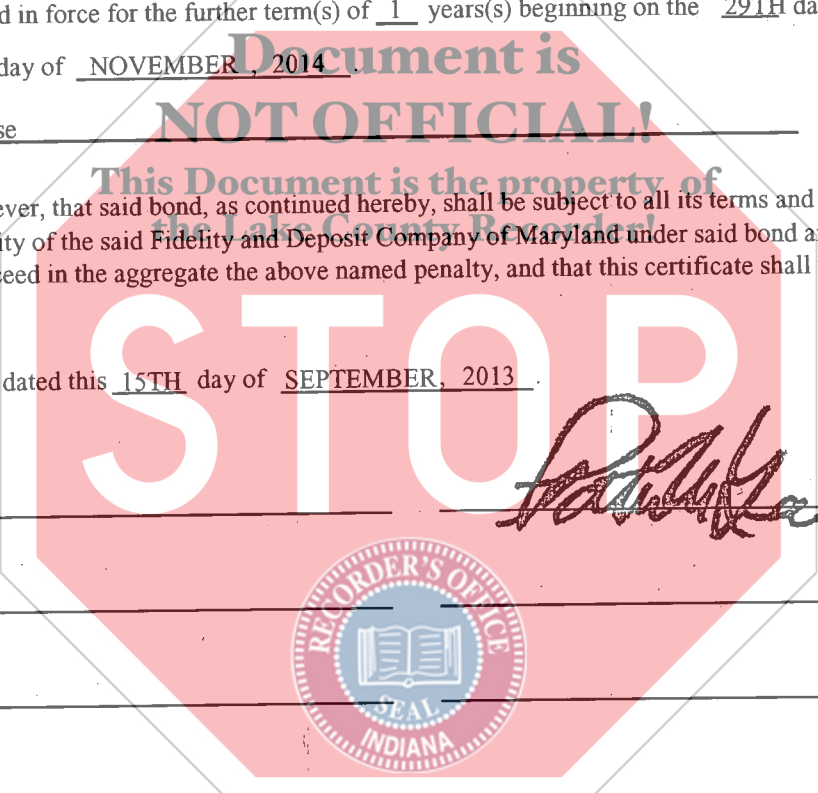 d in force for the further term(s) of 1 years(s) beginning on the 29TH da
day of NOVEMBER , 2014 .
Document is
NOT OFFICIAL!
se
This Document is the property of
the Lake County Recorder!
ever, that said bond, as continued hereby, shall be subject to all its terms and
ity of the said Fidelity and Deposit Company of Maryland under said bond a
ceed in the aggregate the above named penalty, and that this certificate shall
STOP
dated this 15TH day of SEPTEMBER, 2013 .
RECORDER'S OFFICE
SEAL
INDIANA